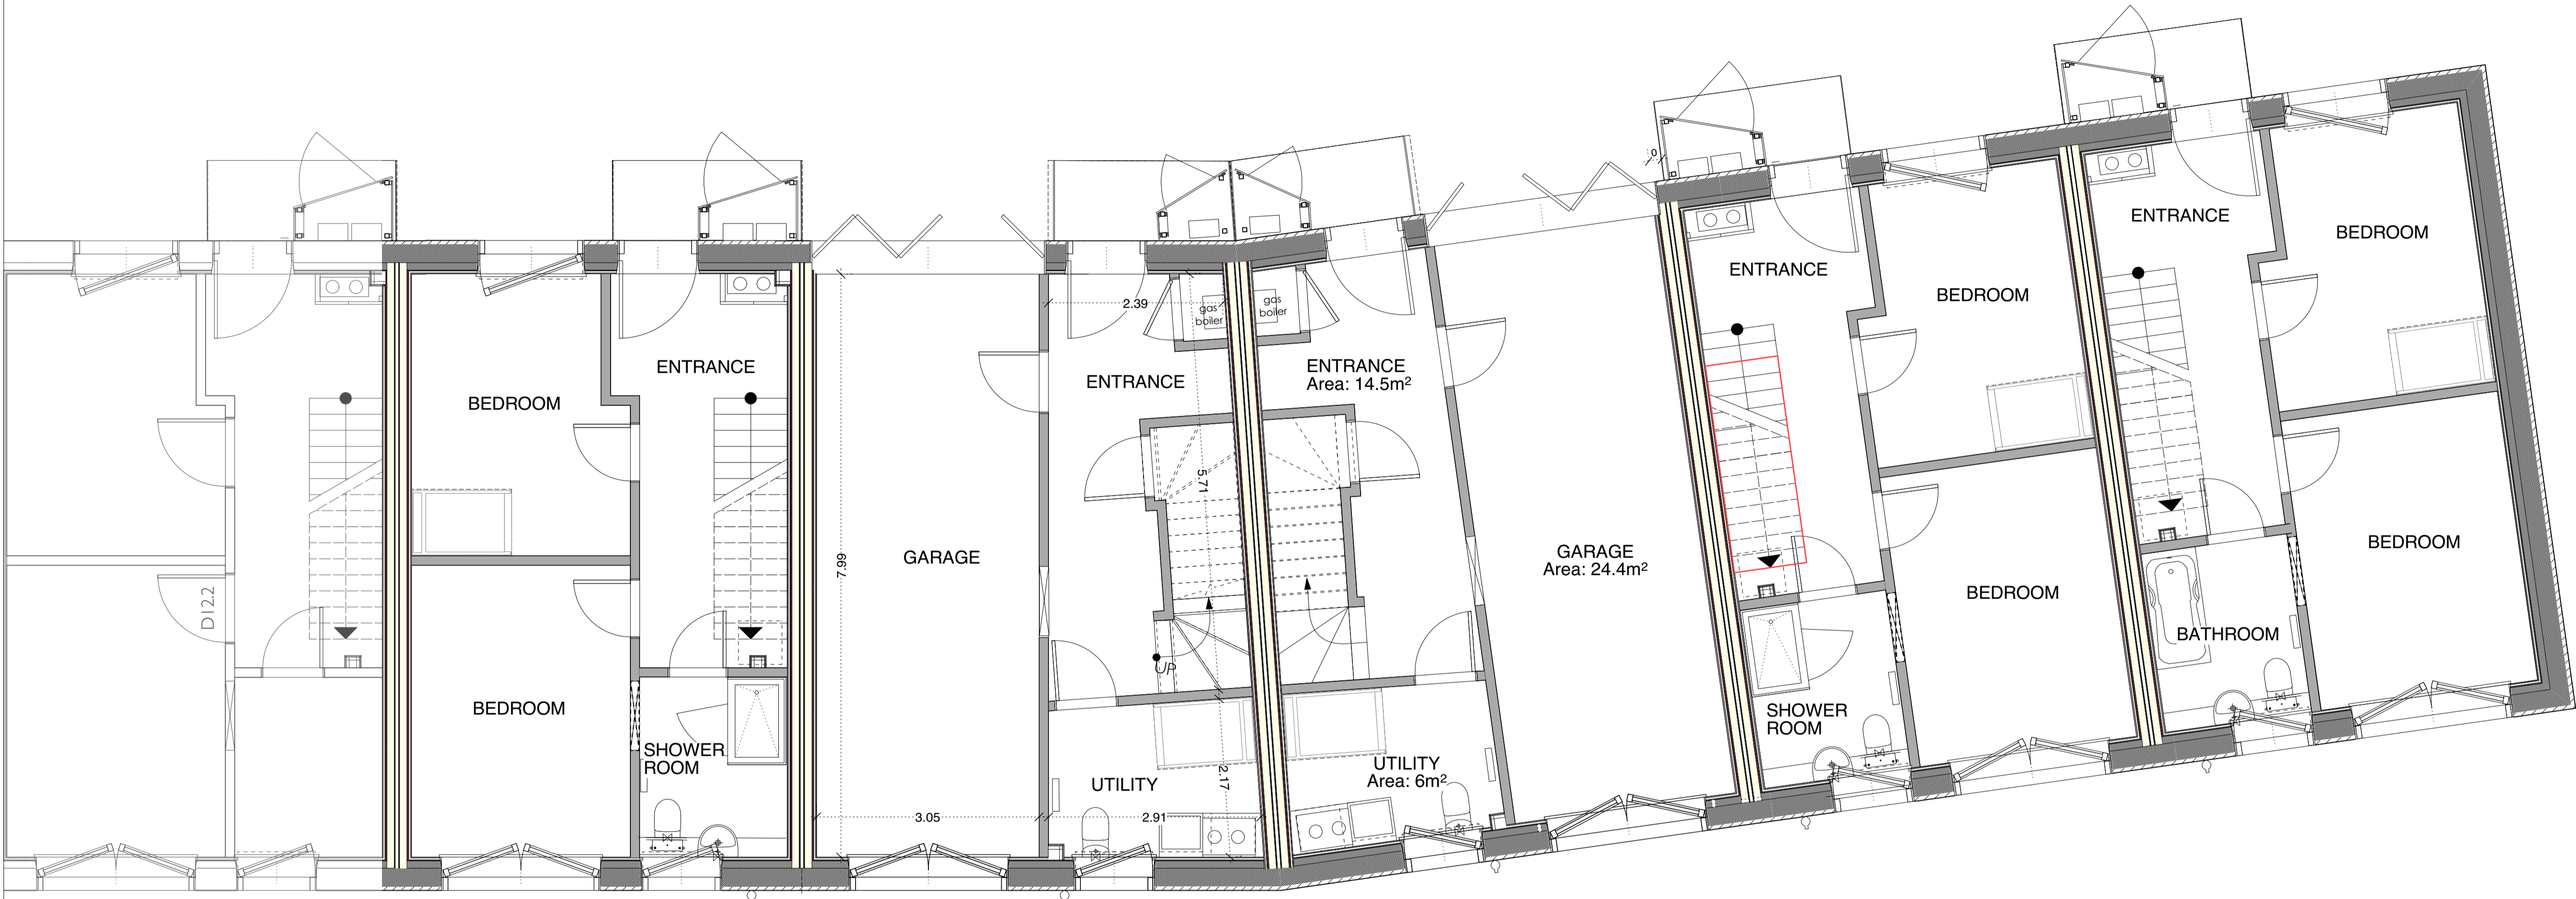 D12.2
BEDROOM
BEDROOM
ENTRANCE
SHOWER
ROOM
7.99
GARAGE
3.05
2.39
gas
boiler
ENTRANCE
5.71
UP
UTILITY
2.17
2.91
gas
boiler
ENTRANCE
Area: 14.5m²
UTILITY
Area: 6m²
GARAGE
Area: 24.4m²
0
ENTRANCE
SHOWER
ROOM
BEDROOM
BEDROOM
ENTRANCE
BATHROOM
BEDROOM
BEDROOM